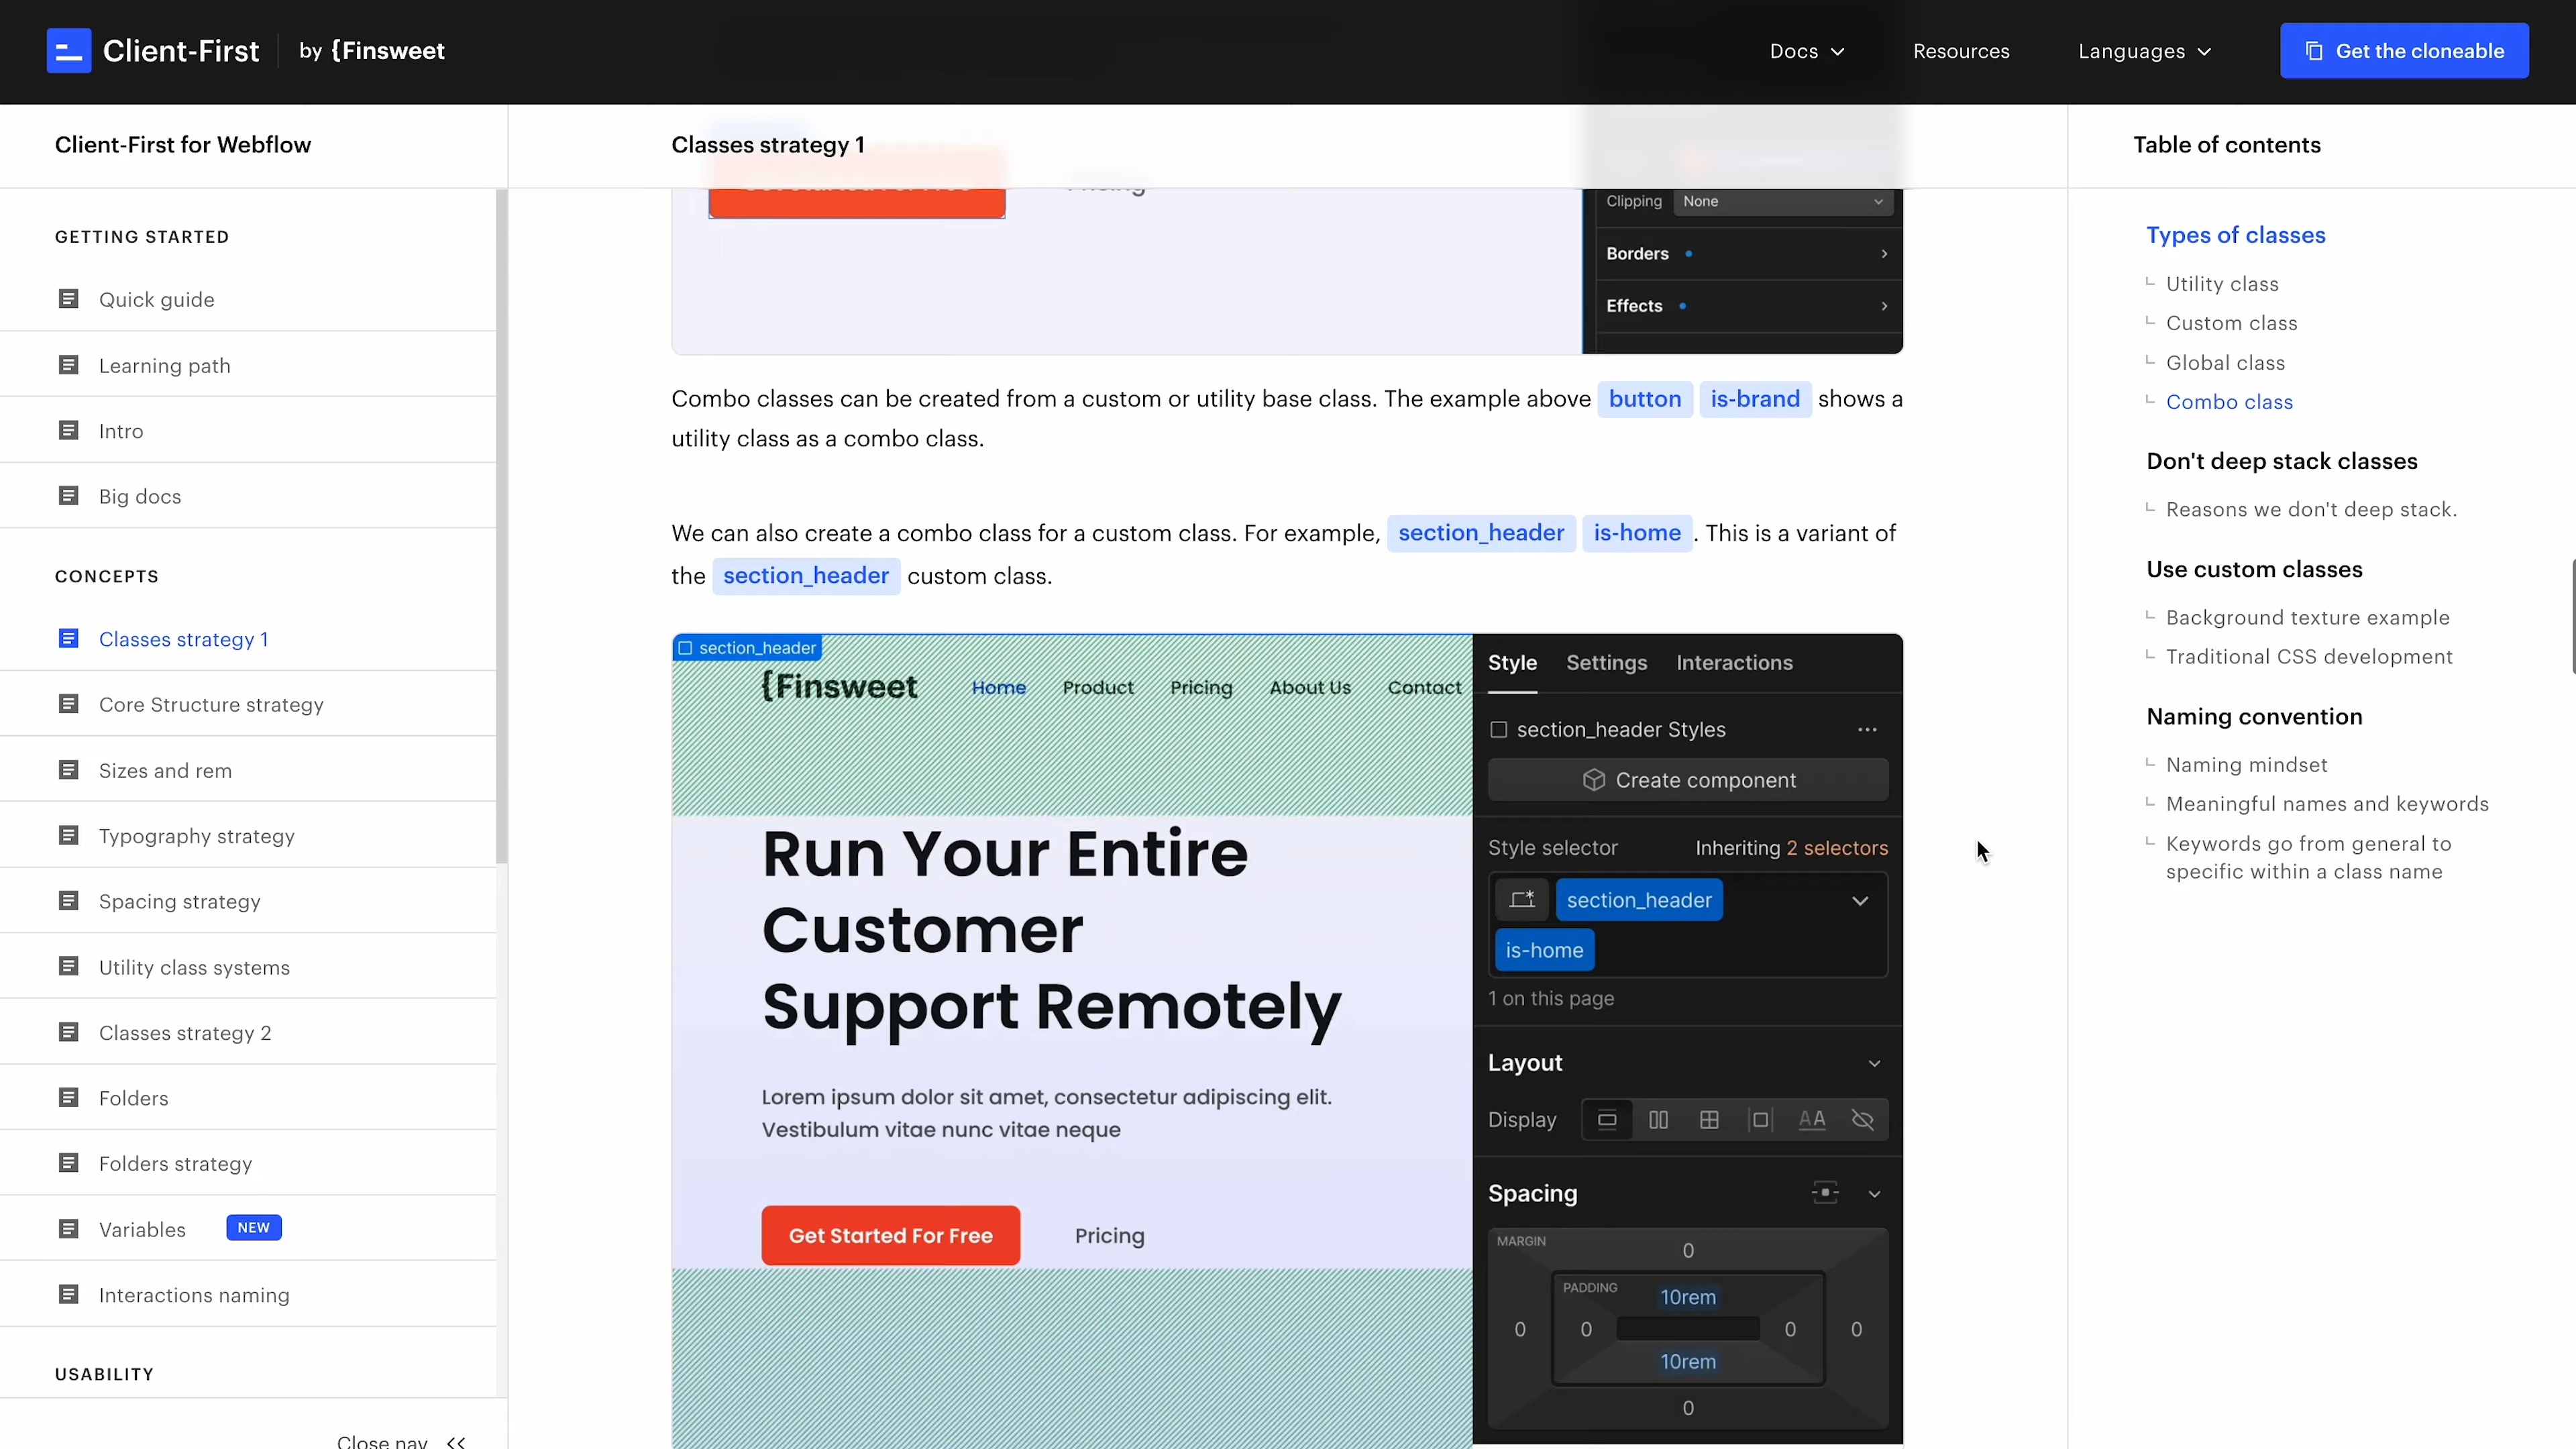 Client-First
by {Finsweet
Docs
Resources
Languages
Get the cloneable
Client-First for Webflow
GETTING STARTED
Quick guide
Learning path
Intro
Big docs
CONCEPTS
Classes strategy 1
Core Structure strategy
Sizes and rem
Typography strategy
Spacing strategy
Utility class systems
Classes strategy 2
Folders
Folders strategy
Variables NEW
Interactions naming
USABILITY
Close nav
Classes strategy 1
Pricing
Clipping None
Borders
Effects
Combo classes can be created from a custom or utility base class. The example above button is-brand shows a
utility class as a combo class.
We can also create a combo class for a custom class. For example, section_header is-home . This is a variant of
the section_header custom class.
section_header
{Finsweet Home Product Pricing About Us Contact
Run Your Entire
Customer
Support Remotely
Lorem ipsum dolor sit amet, consectetur adipiscing elit.
Vestibulum vitae nunc vitae neque
Get Started For Free Pricing
Style Settings Interactions
section_header Styles
Create component
Style selector Inheriting 2 selectors
section_header
is-home
1 on this page
Layout
Display AA
Spacing
MARGIN
0
PADDING
10rem
0 0 0 0
10rem
0
Table of contents
Types of classes
Utility class
Custom class
Global class
Combo class
Don't deep stack classes
Reasons we don't deep stack.
Use custom classes
Background texture example
Traditional CSS development
Naming convention
Naming mindset
Meaningful names and keywords
Keywords go from general to
specific within a class name